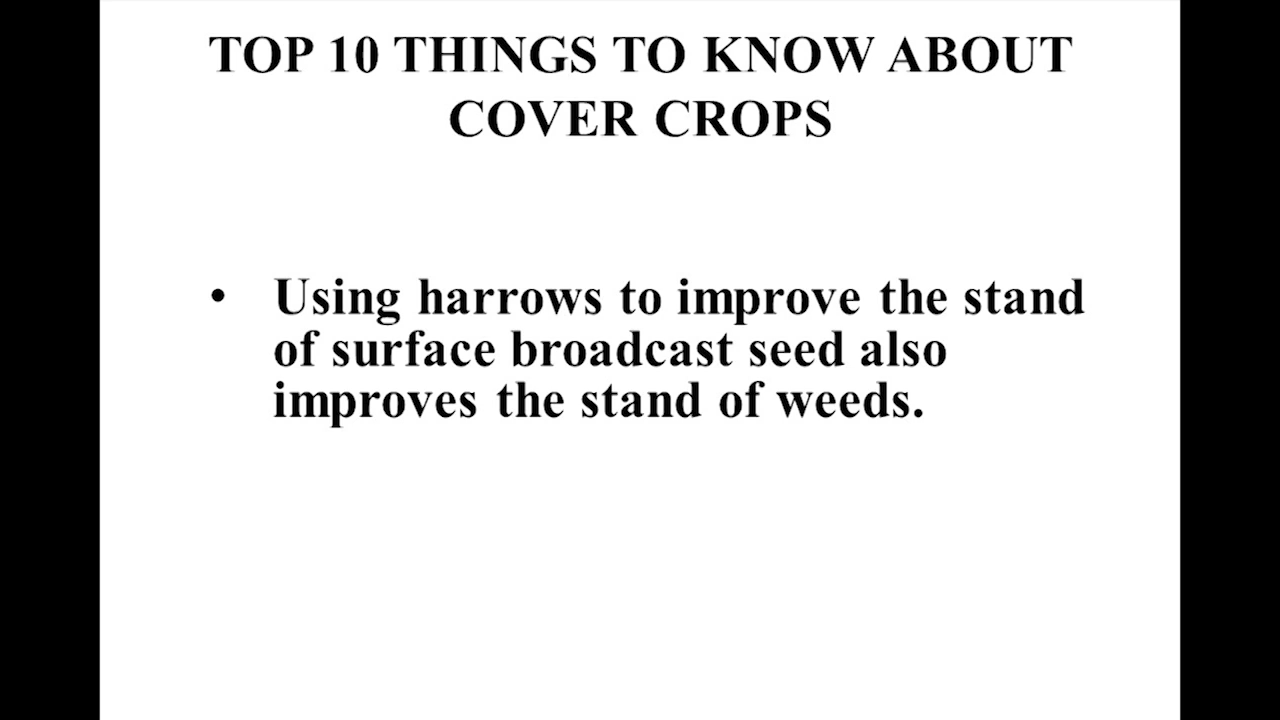 TOP 10 THINGS TO KNOW ABOUT
COVER CROPS
• Using harrows to improve the stand
of surface broadcast seed also
improves the stand of weeds.